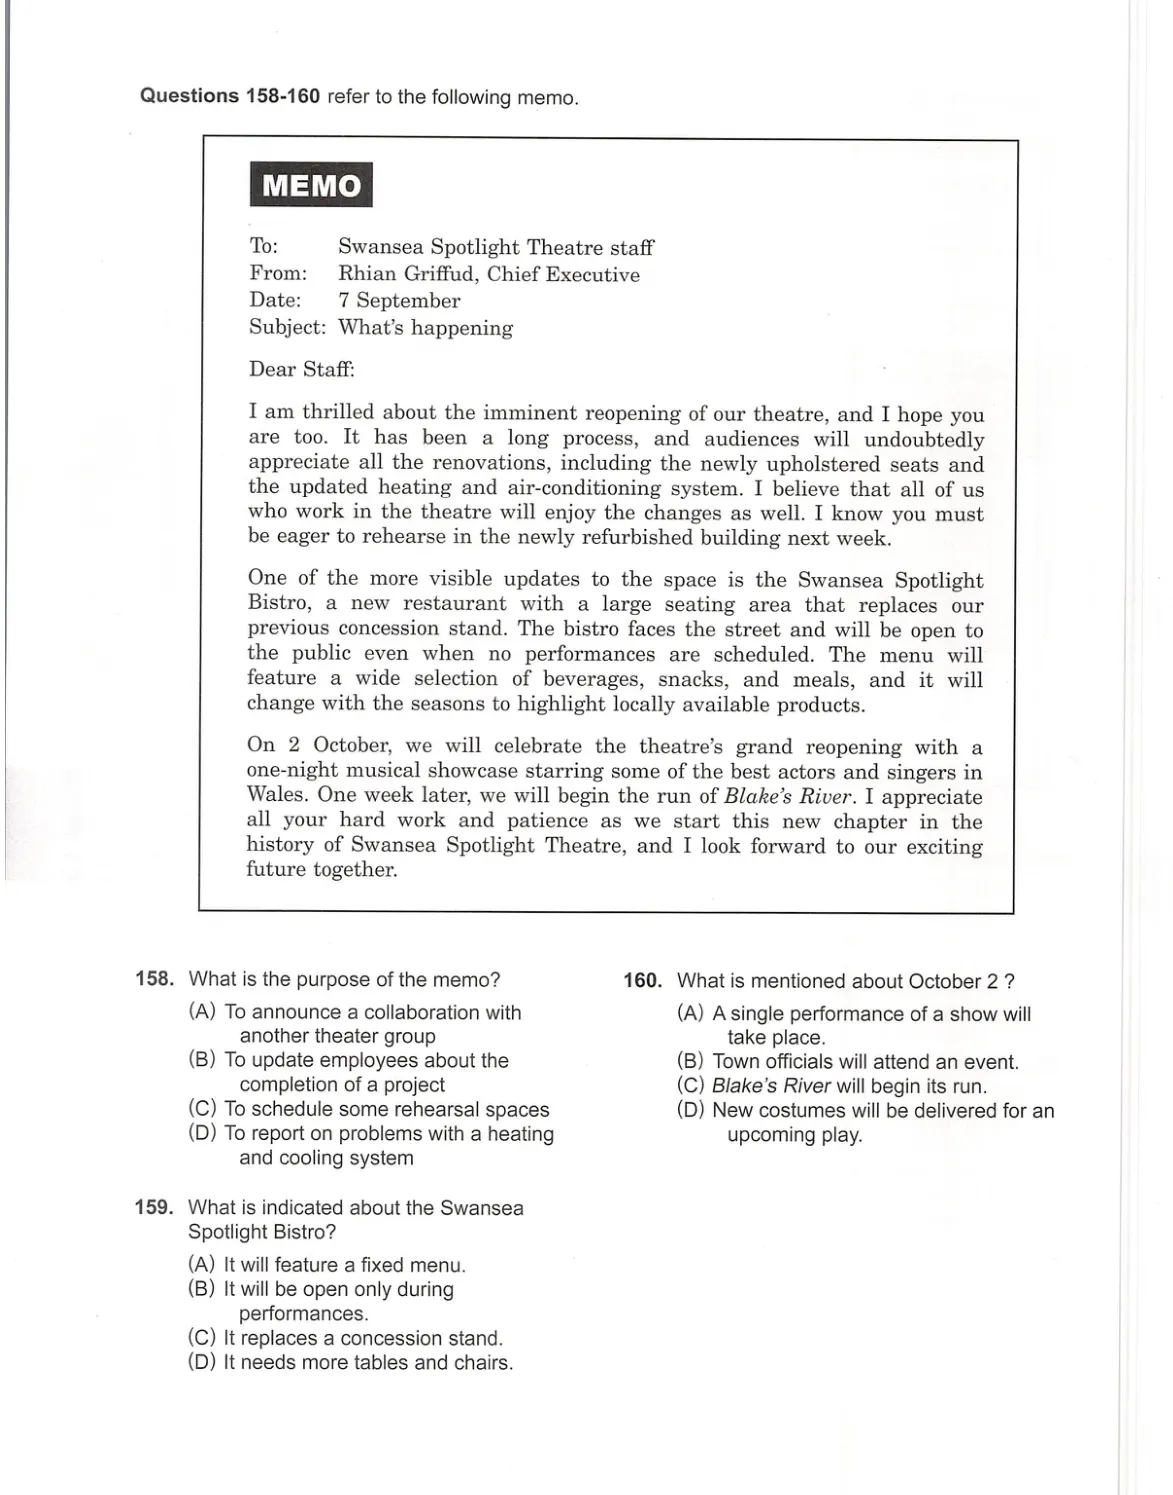 Questions 158-160 refer to the following memo.
MEMO
To: Swansea Spotlight Theatre staff
From: Rhian Griffud, Chief Executive
Date: 7 September
Subject: What's happening
Dear Staff:
I am thrilled about the imminent reopening of our theatre, and I hope you
are too. It has been a long process, and audiences will undoubtedly
appreciate all the renovations, including the newly upholstered seats and
the updated heating and air-conditioning system. I believe that all of us
who work in the theatre will enjoy the changes as well. I know you must
be eager to rehearse in the newly refurbished building next week.
One of the more visible updates to the space is the Swansea Spotlight
Bistro, a new restaurant with a large seating area that replaces our
previous concession stand. The bistro faces the street and will be open to
the public even when no performances are scheduled. The menu will
feature a wide selection of beverages, snacks, and meals, and it will
change with the seasons to highlight locally available products.
On 2 October, we will celebrate the theatre's grand reopening with a
one-night musical showcase starring some of the best actors and singers in
Wales. One week later, we will begin the run of Blake's River. I appreciate
all your hard work and patience as we start this new chapter in the
history of Swansea Spotlight Theatre, and I look forward to our exciting
future together.
158. What is the purpose of the memo?
(A) To announce a collaboration with
another theater group
(B) To update employees about the
completion of a project
(C) To schedule some rehearsal spaces
(D) To report on problems with a heating
and cooling system
159. What is indicated about the Swansea
Spotlight Bistro?
(A) It will feature a fixed menu.
(B) It will be open only during
performances.
(C) It replaces a concession stand.
(D) It needs more tables and chairs.
160. What is mentioned about October 2 ?
(A) A single performance of a show will
take place.
(B) Town officials will attend an event.
(C) Blake's River will begin its run.
(D) New costumes will be delivered for an
upcoming play.